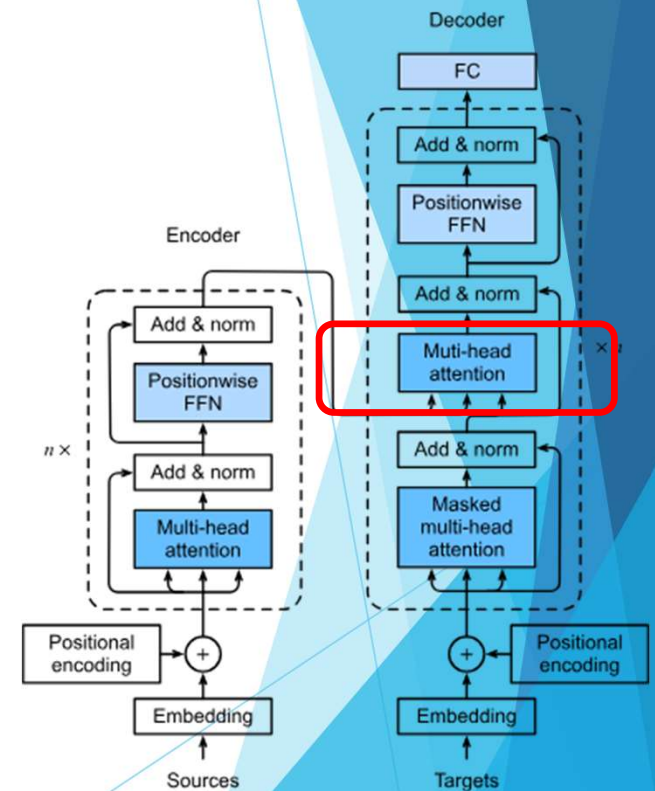 Decoder
FC
Add & norm
Positionwise
FFN
Add & norm
Muti-head
attention
× n
Add & norm
Masked
multi-head
attention
Positional
encoding
+
Embedding
Targets
Encoder
Add & norm
Positionwise
FFN
n ×
Add & norm
Multi-head
attention
Positional
encoding
+
Embedding
Sources